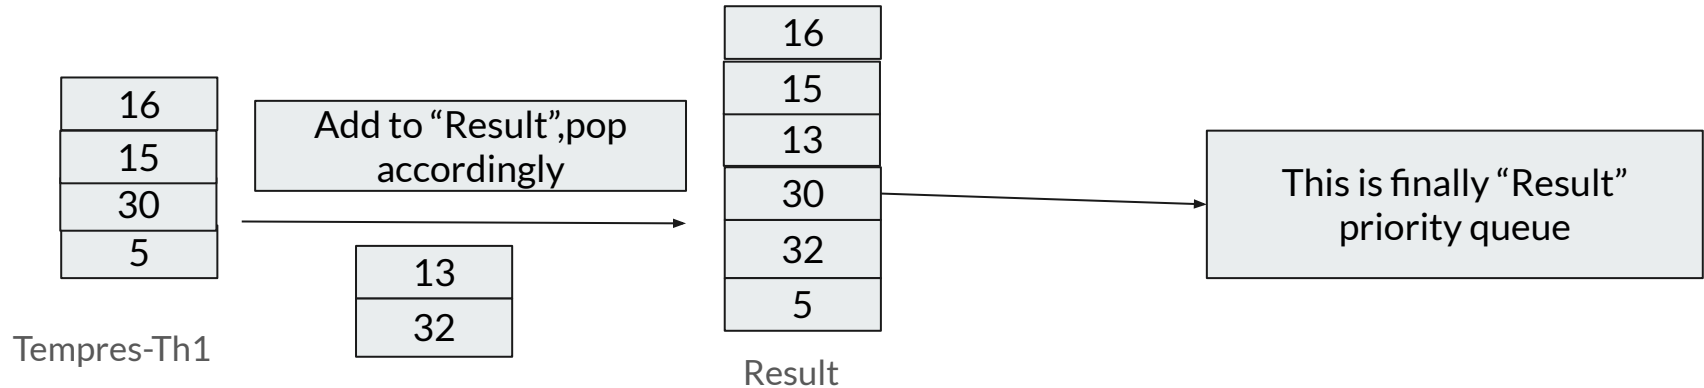 16
15
30
5
Tempres-Th1
Add to “Result”,pop
accordingly
13
32
16
15
13
30
32
5
Result
This is finally “Result”
priority queue